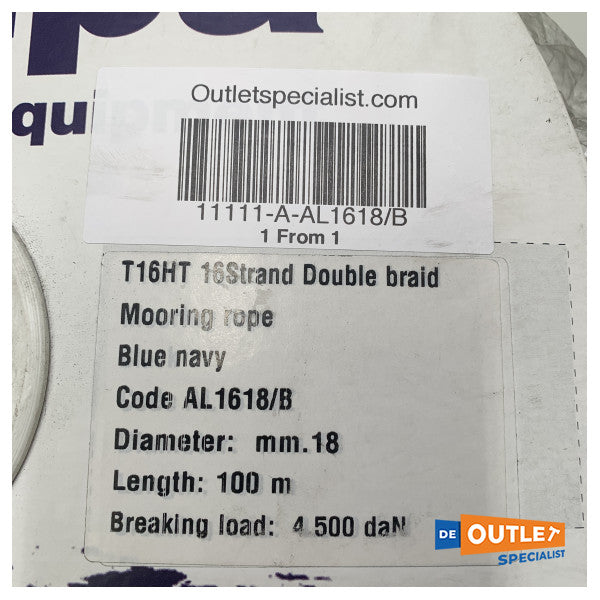 Outletspecialist.com
11111-A-AL1618/B
1 From 1
T16HT 16Strand Double braid
Mooring rope
Blue navy
Code AL1618/B
Diameter: mm.18
Length: 100 m
Breaking load: 4.500 daN
DE OUTLET
SPECIALIST